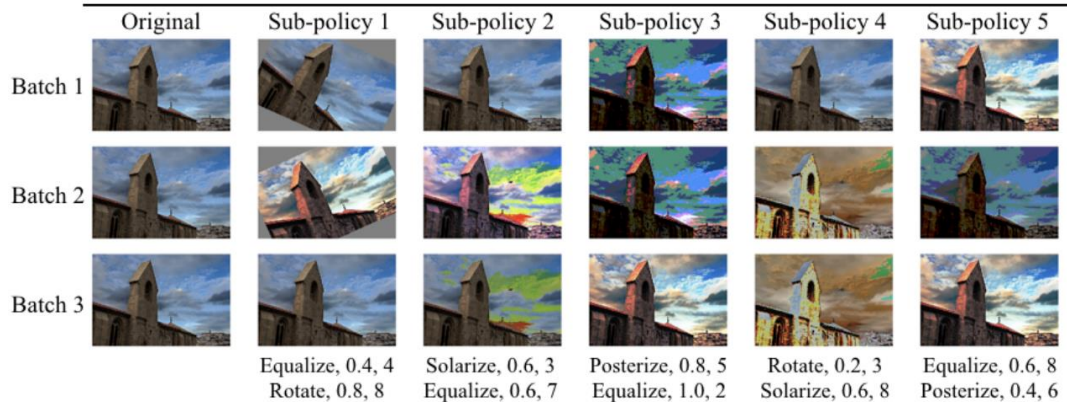 Original Sub-policy 1 Sub-policy 2 Sub-policy 3 Sub-policy 4 Sub-policy 5
Batch 1
Batch 2
Batch 3
Equalize, 0.4, 4 Solarize, 0.6, 3 Posterize, 0.8, 5 Rotate, 0.2, 3 Equalize, 0.6, 8
Rotate, 0.8, 8 Equalize, 0.6, 7 Equalize, 1.0, 2 Solarize, 0.6, 8 Posterize, 0.4, 6